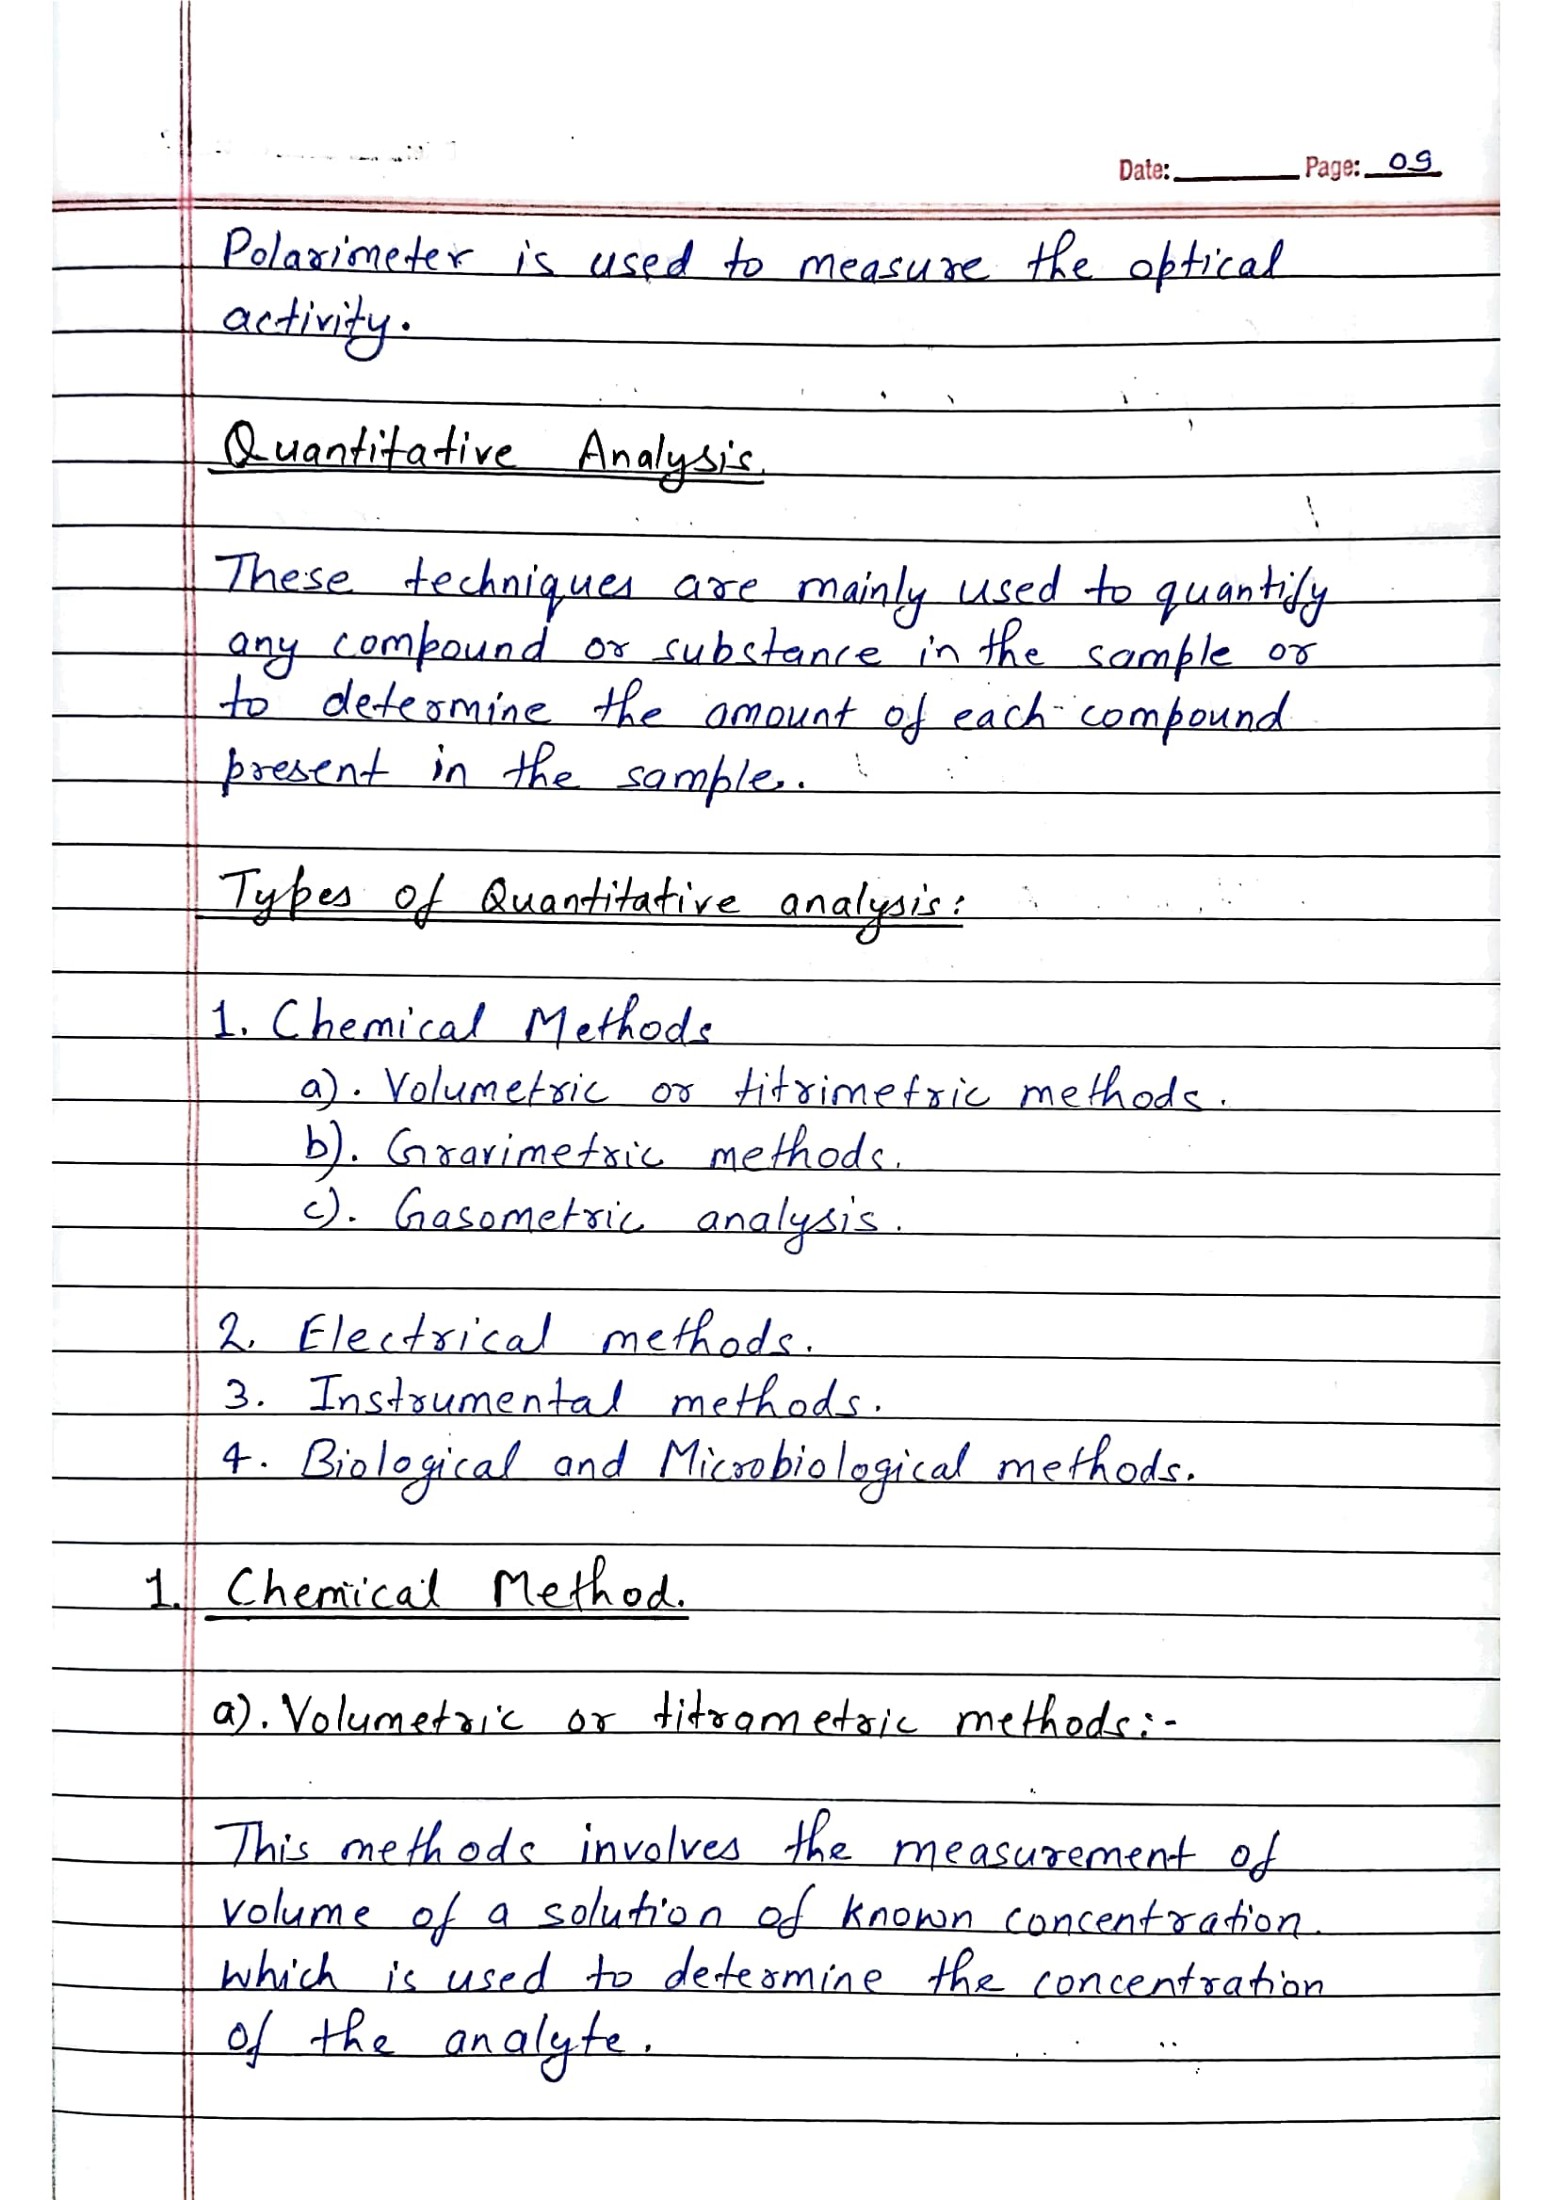 Date: Page: 09
Polarimeter is used to measure the optical
activity.
Quantitative Analysis.
These techniques are mainly used to quantify
any compound or substance in the sample or
to determine the amount of each compound
present in the sample.
Types of Quantitative analysis:
1. Chemical Methods
a). Volumetric or titrimetric methods.
b). Gravimetric methods.
c). Gasometric analysis.
2. Electrical methods.
3. Instrumental methods.
4. Biological and Microbiological methods.
1. Chemical Method.
a). Volumetric or titrametric methods:-
This methods involves the measurement of
volume of a solution of known concentration
which is used to determine the concentration
of the analyte.